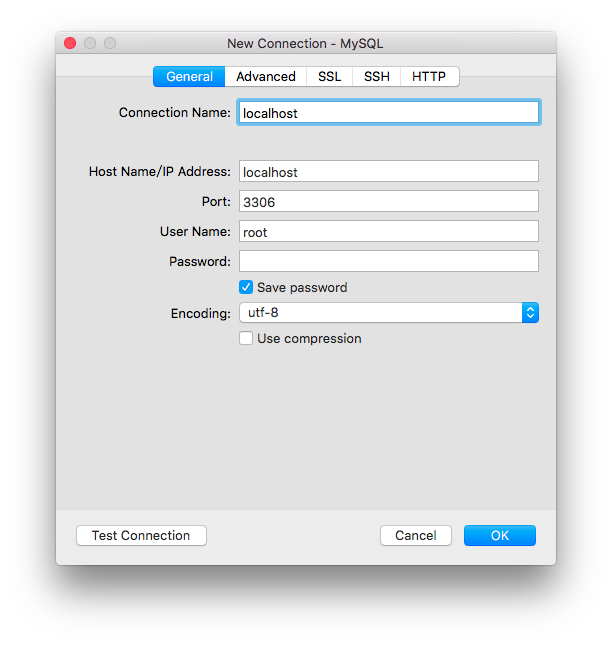 New Connection - MySQL
General Advanced SSL SSH HTTP
Connection Name: localhost
Host Name/IP Address: localhost
Port: 3306
User Name: root
Password:
Save password
Encoding: utf-8
Use compression
Test Connection Cancel OK